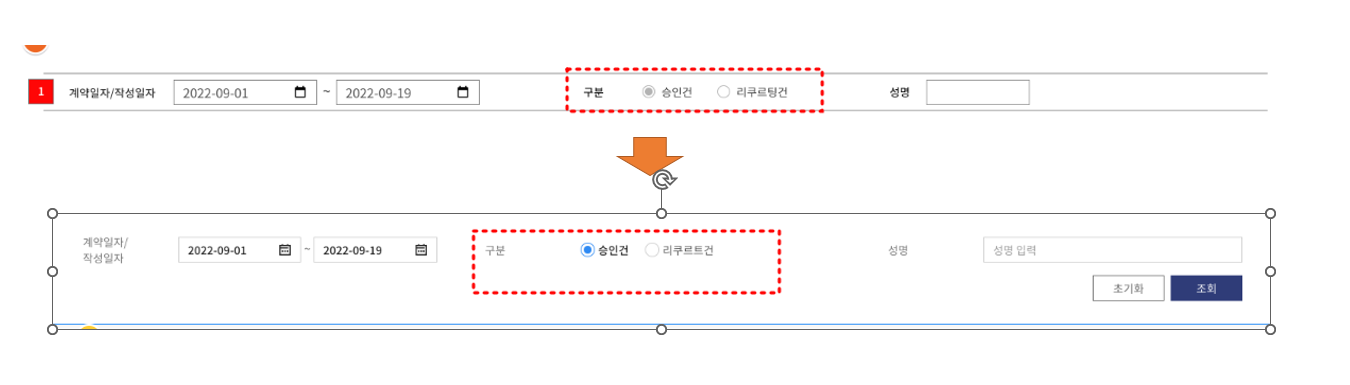 1 계약일자/작성일자 2022-09-01 ~ 2022-09-19 구분 승인건 리쿠르팅건 성명
계약일자/
작성일자
2022-09-01 ~ 2022-09-19 구분 승인건 리쿠르트건 성명 성명 입력
초기화 조회